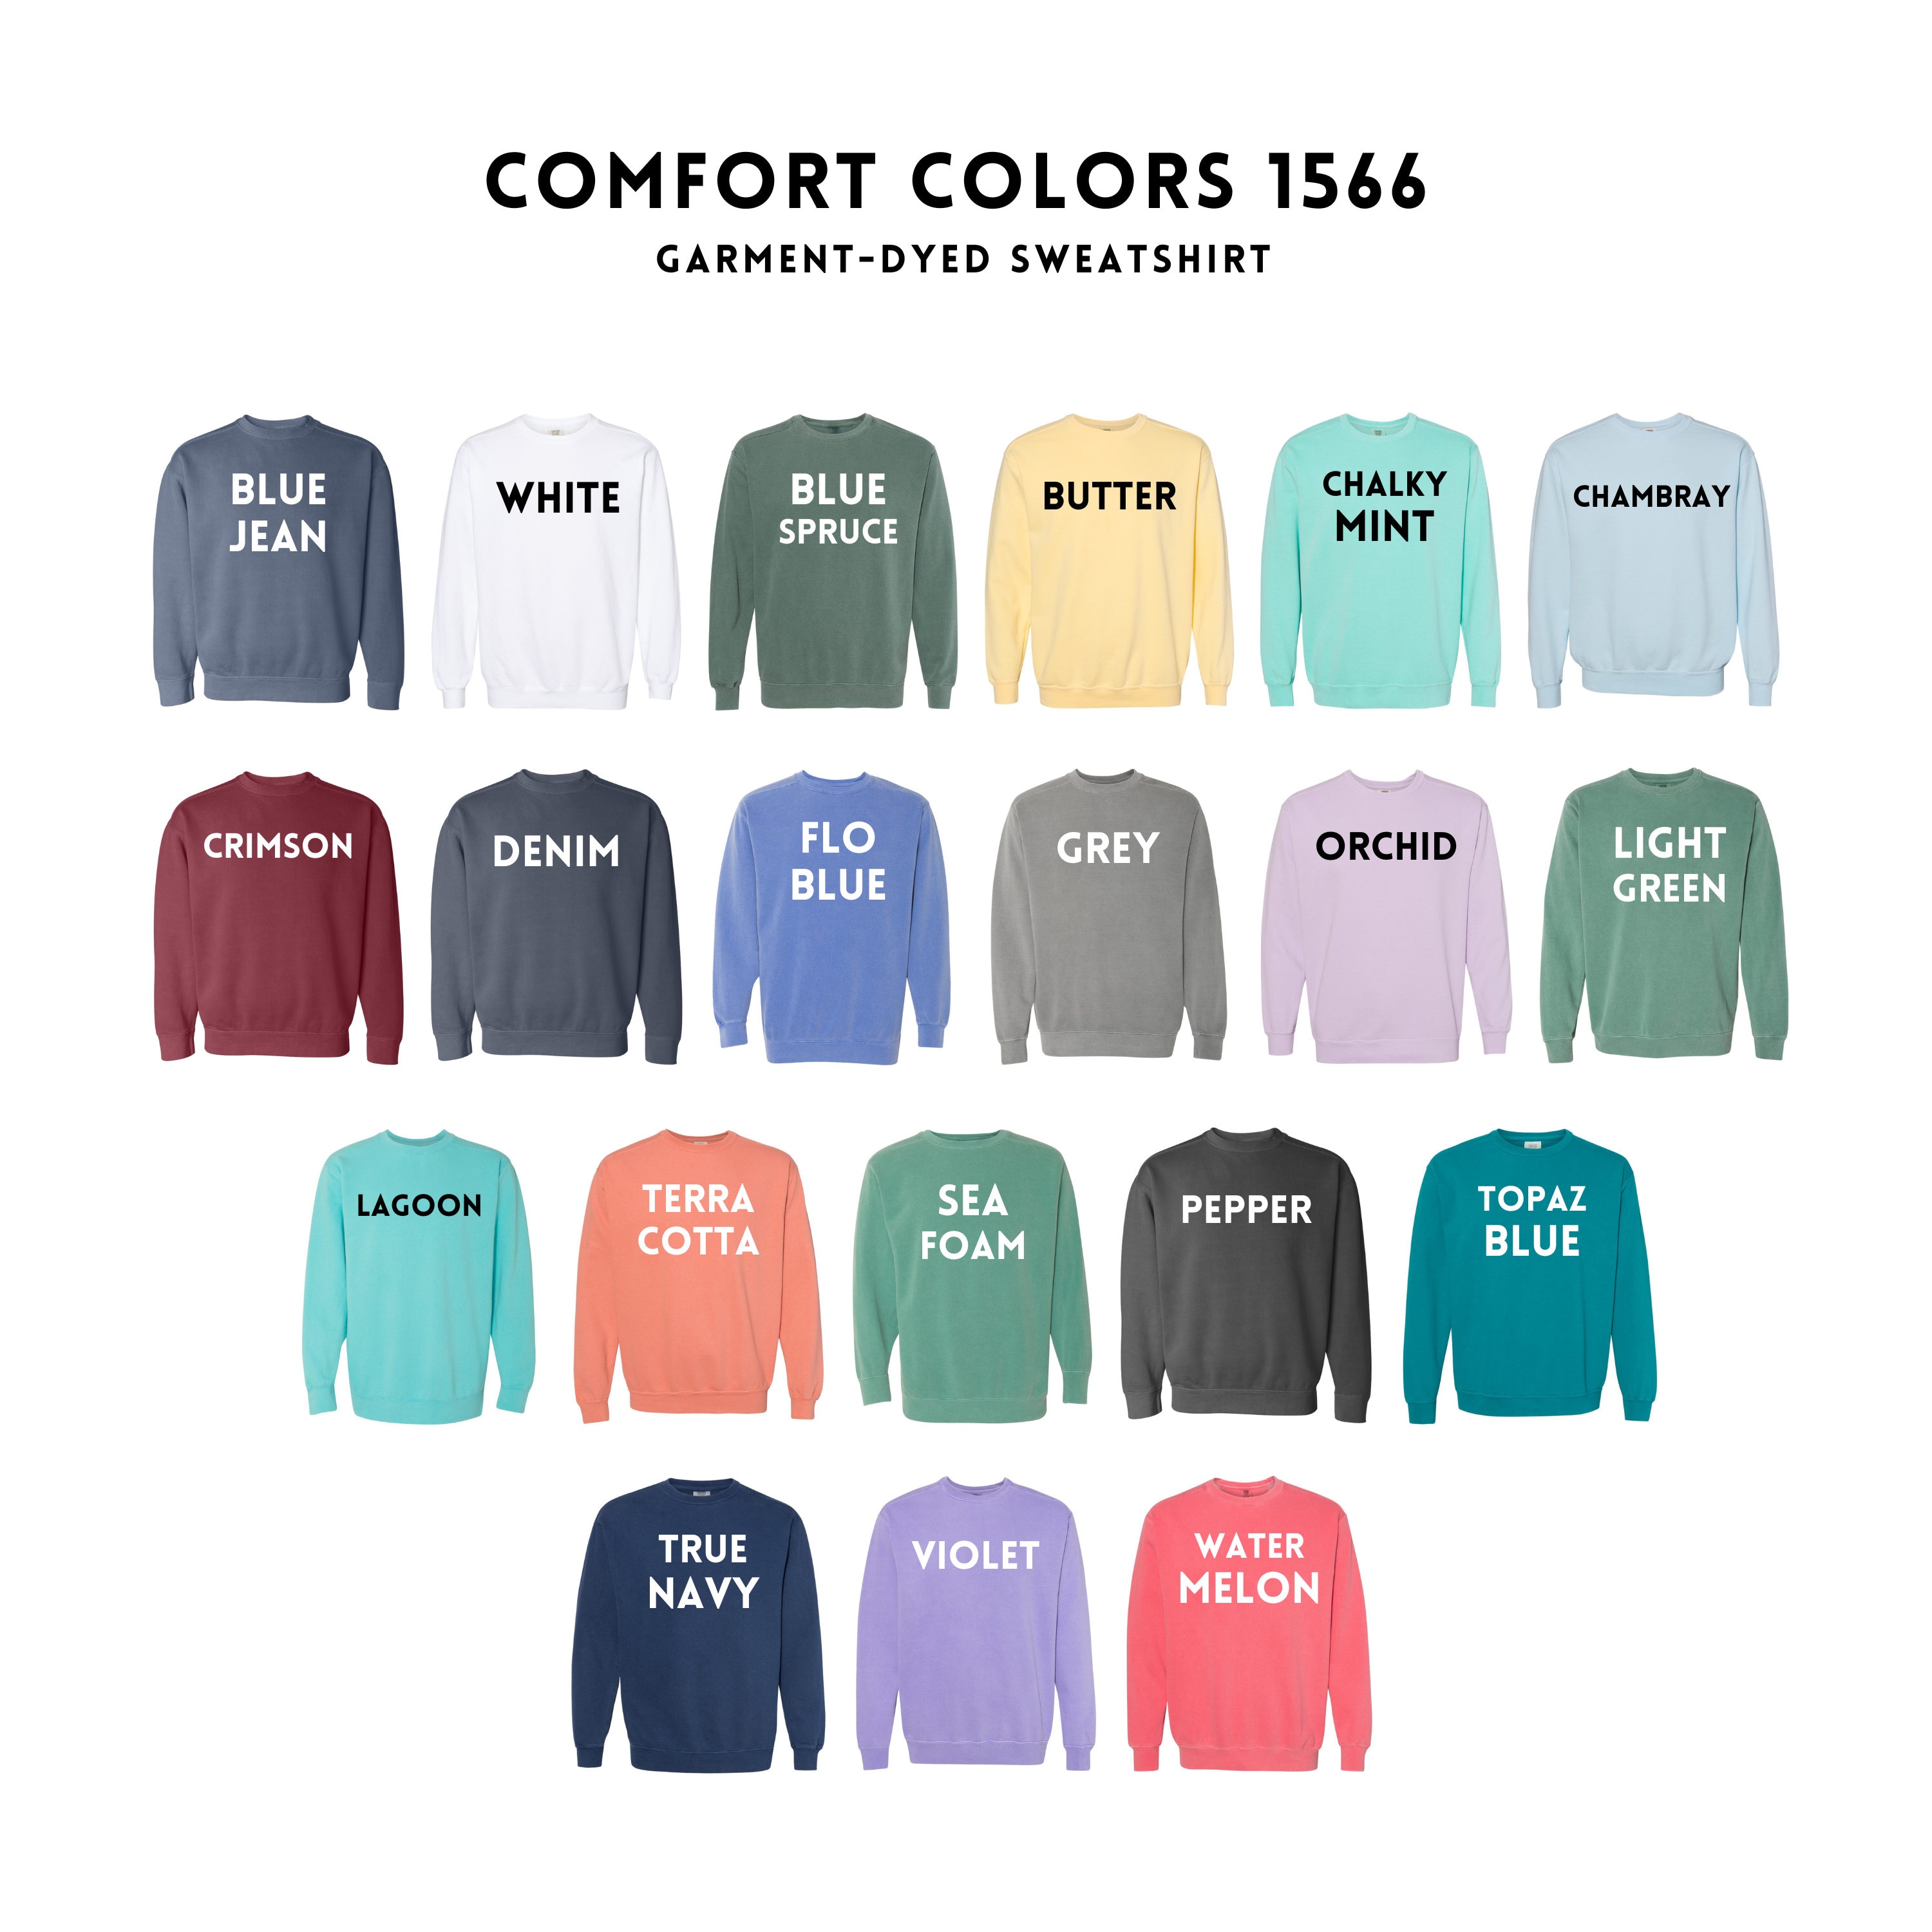 COMFORT COLORS 1566
GARMENT-DYED SWEATSHIRT
BLUE
JEAN
WHITE
BLUE
SPRUCE
BUTTER
CHALKY
MINT
CHAMBRAY
CRIMSON
DENIM
FLO
BLUE
GREY
ORCHID
LIGHT
GREEN
LAGOON
TERRA
COTTA
SEA
FOAM
PEPPER
TOPAZ
BLUE
TRUE
NAVY
VIOLET
WATER
MELON